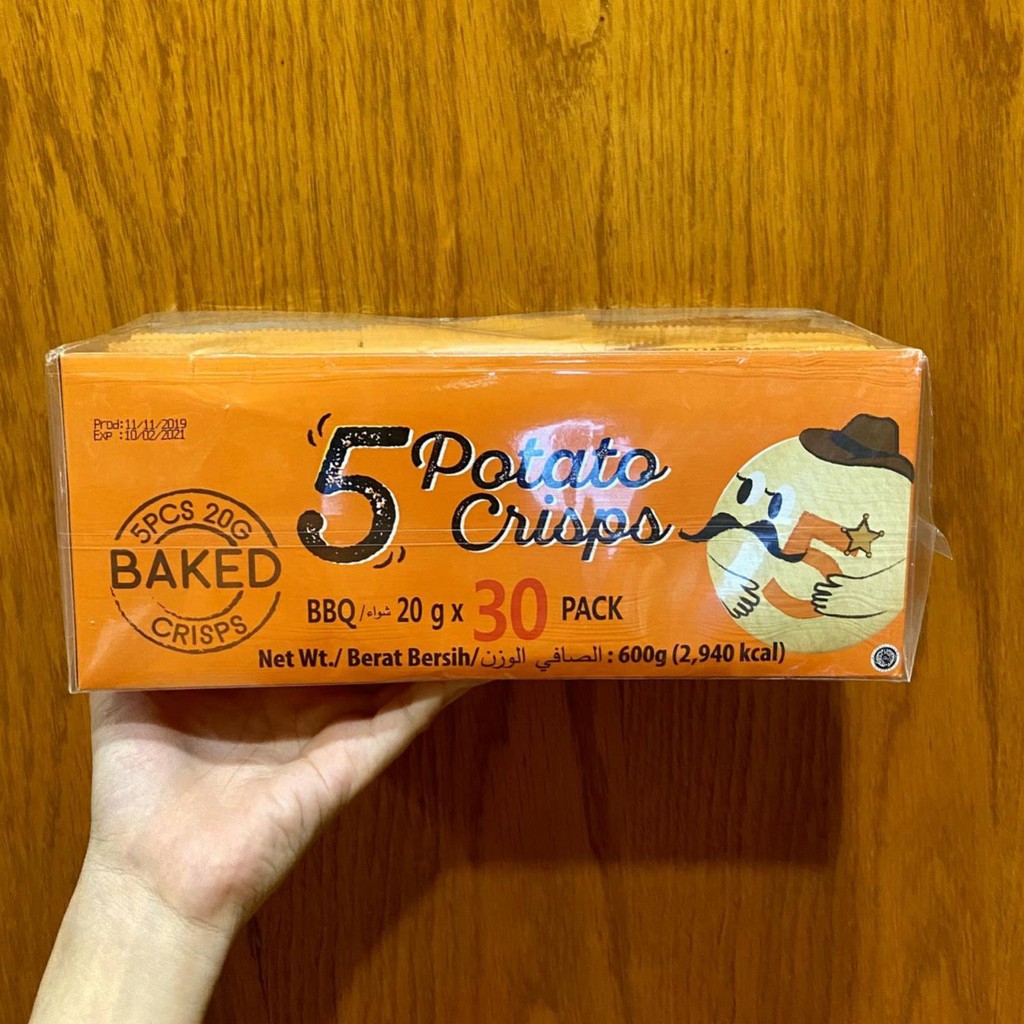 Prod:11/11/2019
Exp :10/02/2021
5 Potato
Crisps
5PCS 20G
BAKED
CRISPS
BBQ /شواء 20 g x 30 PACK
Net Wt./ Berat Bersih/الصافي الوزن : 600g (2,940 kcal)
5